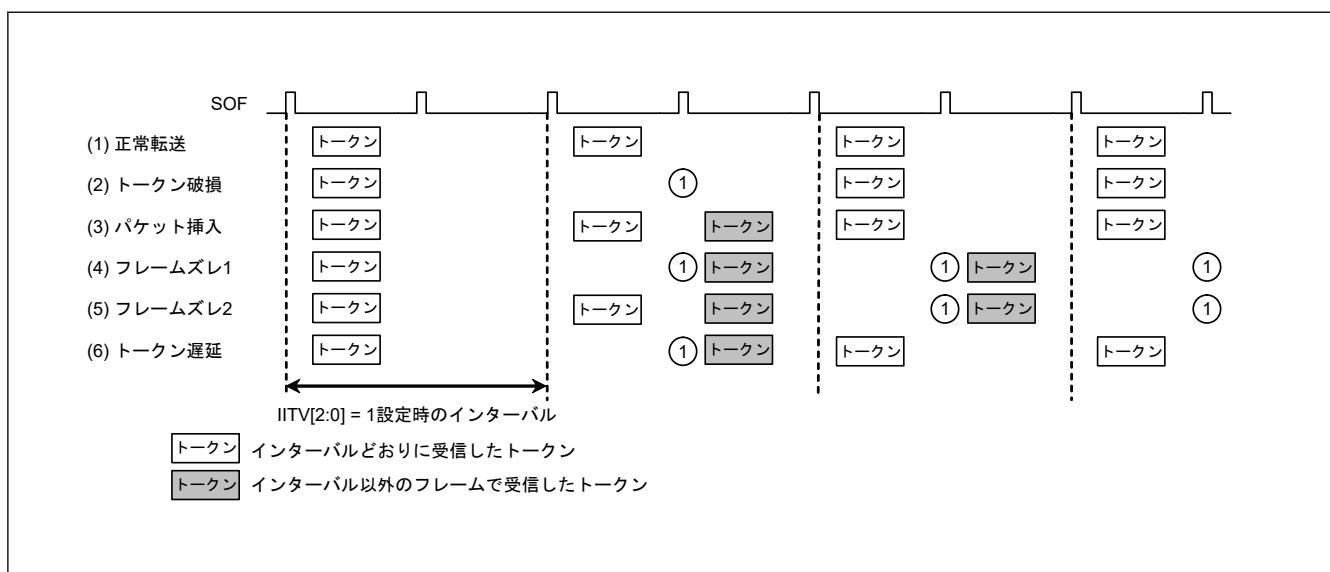 SOF
(1) 正常転送 トークン トークン トークン トークン
(2) トークン破損 トークン 1 トークン トークン
(3) パケット挿入 トークン トークン トークン トークン トークン
(4) フレームズレ1 トークン 1 トークン 1 トークン 1
(5) フレームズレ2 トークン トークン トークン 1 トークン 1
(6) トークン遅延 トークン 1 トークン トークン トークン
IITV[2:0] = 1設定時のインターバル
トークン インターバルどおりに受信したトークン
トークン インターバル以外のフレームで受信したトークン